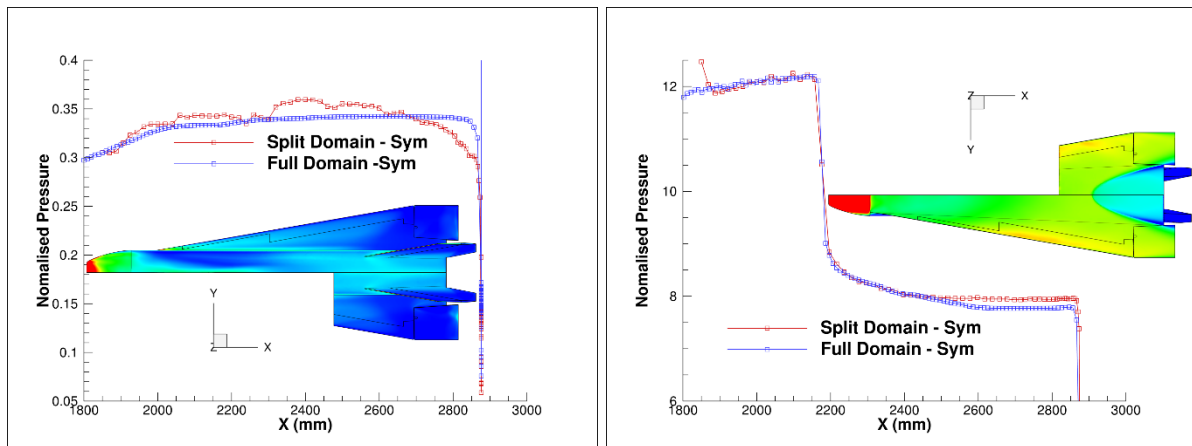 0.4
0.35
0.3
0.25
0.2
0.15
0.1
0.05
Nomalised Pressure
Split Domain - Sym
Full Domain -Sym
Y
Z
X
1800
2000
2200
2400
2600
2800
3000
X (mm)
12
10
8
6
Nomalised Pressure
Z
X
Y
Split Domain - Sym
Full Domain - Sym
1800
2000
2200
2400
2600
2800
3000
X (mm)